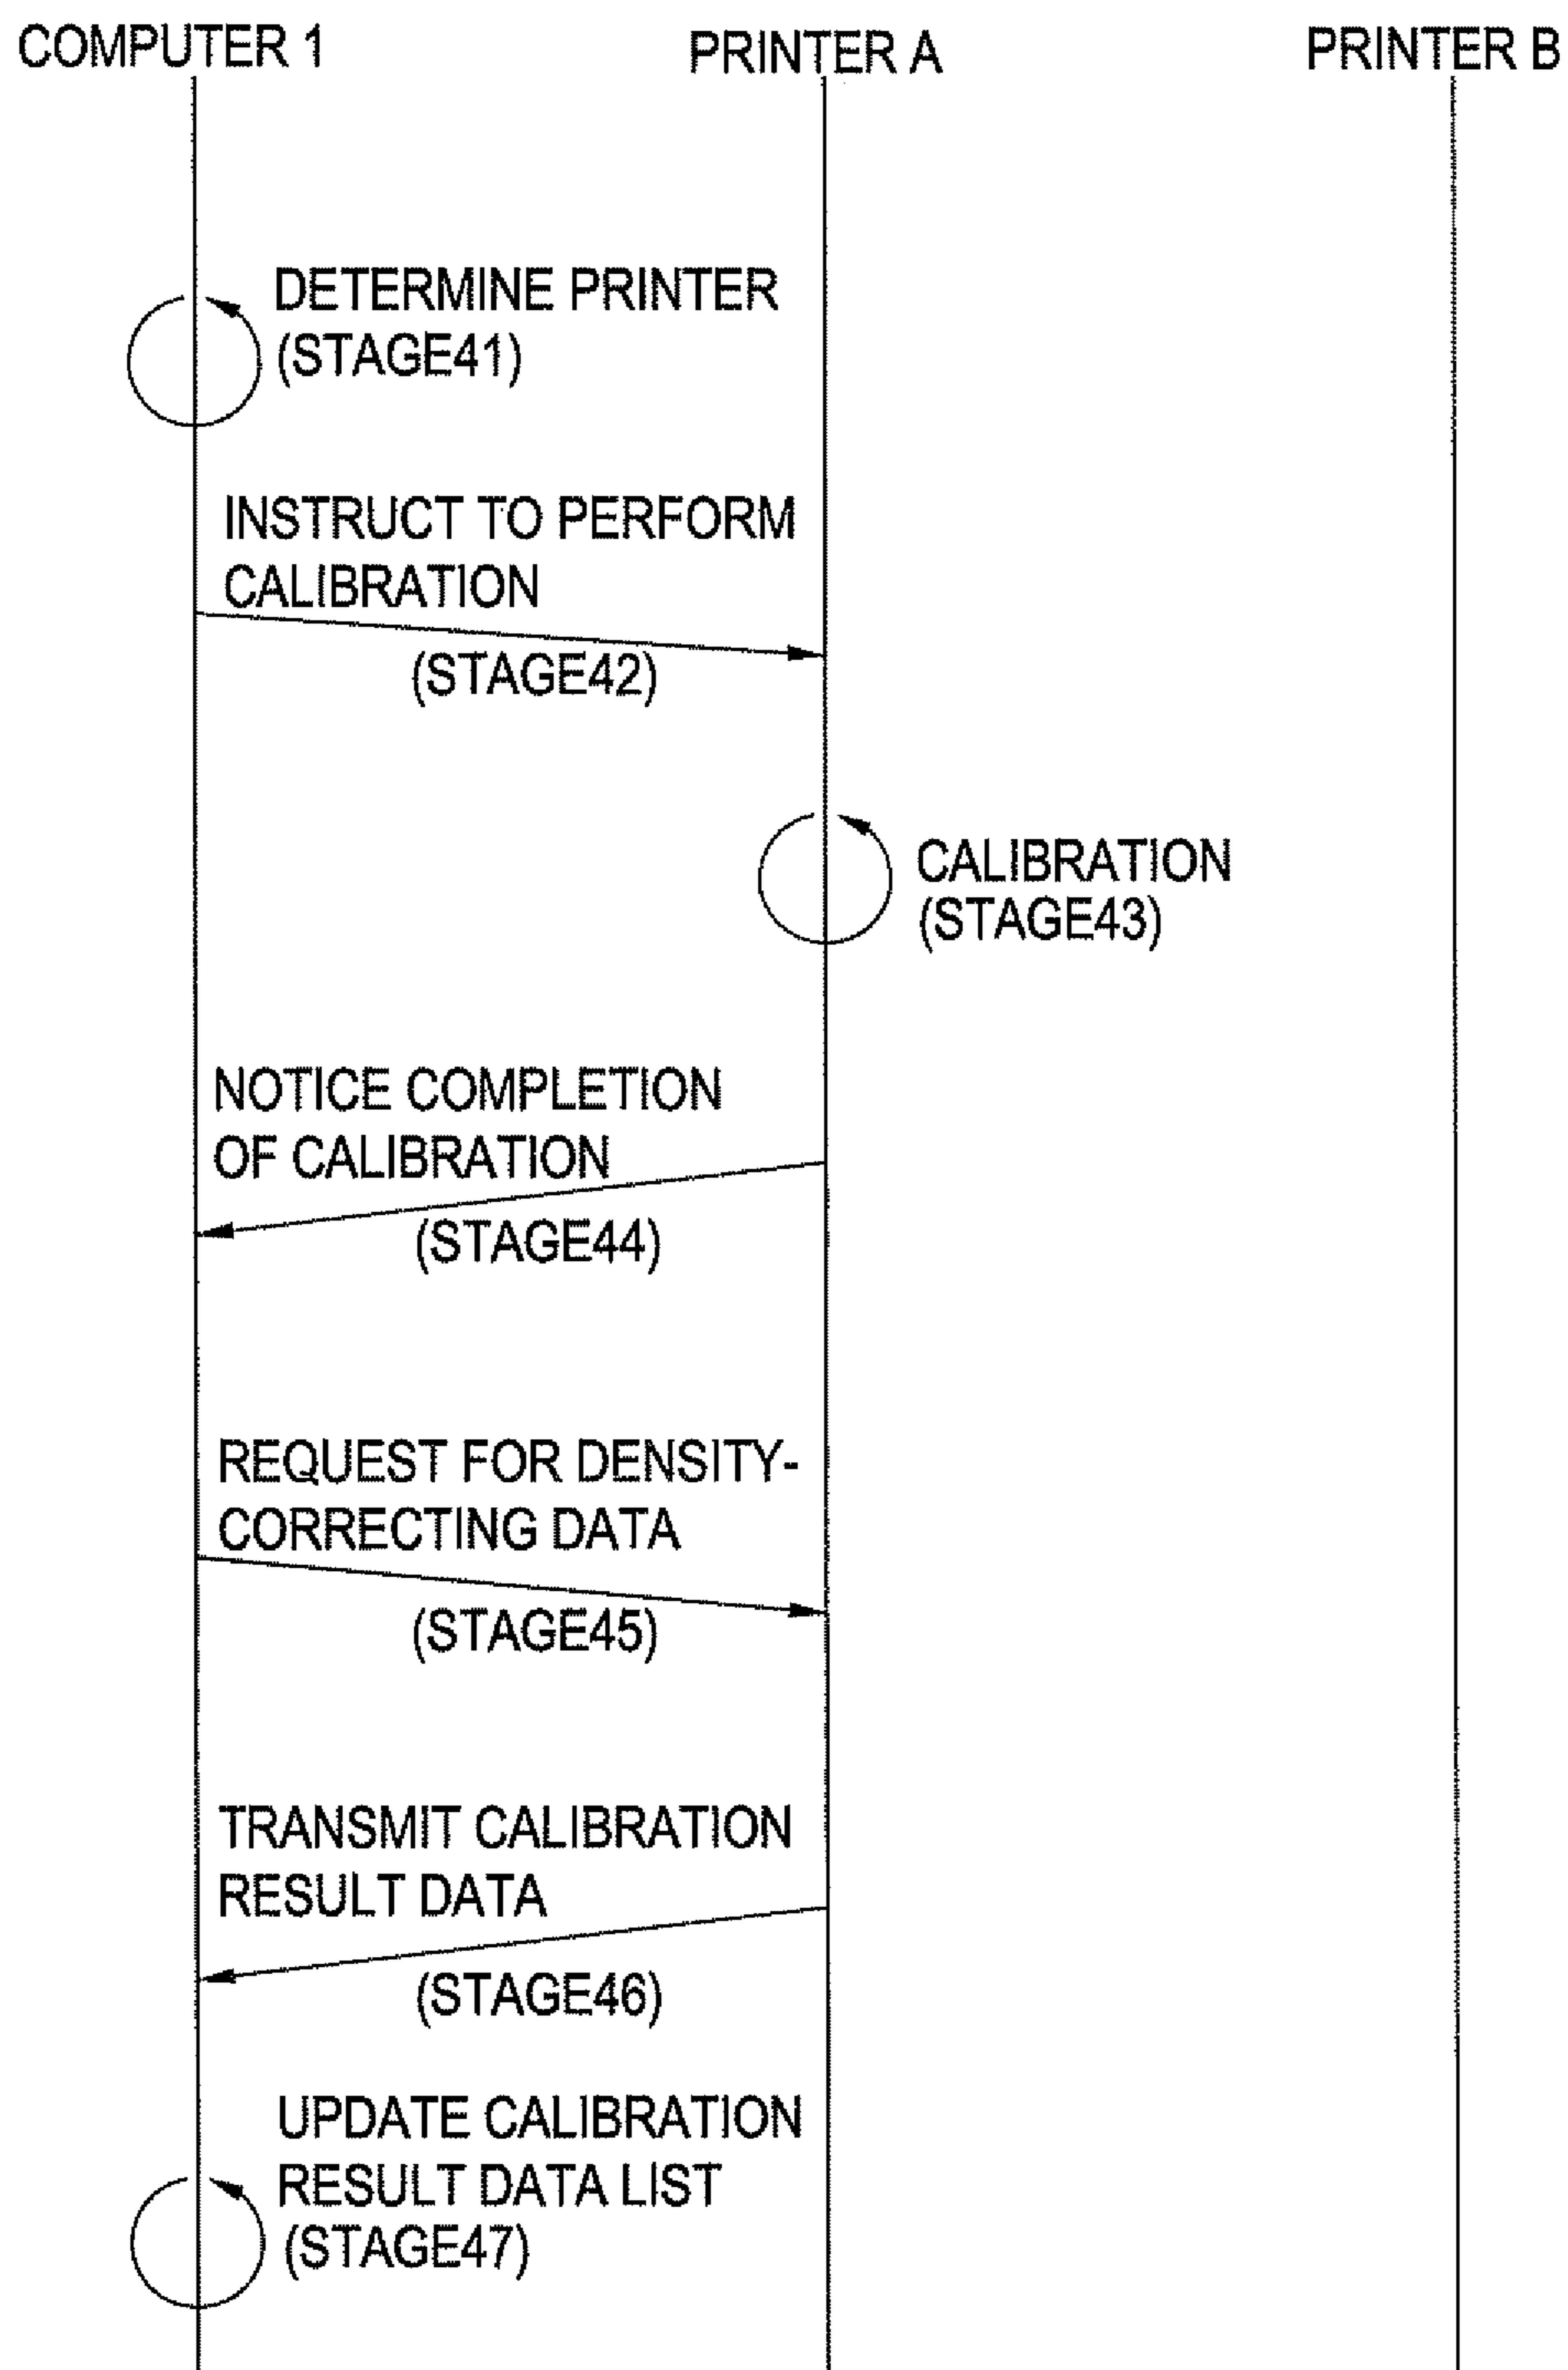 COMPUTER 1
PRINTER A
PRINTER B
DETERMINE PRINTER
(STAGE41)
INSTRUCT TO PERFORM
CALIBRATION
(STAGE42)
CALIBRATION
(STAGE43)
NOTICE COMPLETION
OF CALIBRATION
(STAGE44)
REQUEST FOR DENSITY-
CORRECTING DATA
(STAGE45)
TRANSMIT CALIBRATION
RESULT DATA
(STAGE46)
UPDATE CALIBRATION
RESULT DATA LIST
(STAGE47)